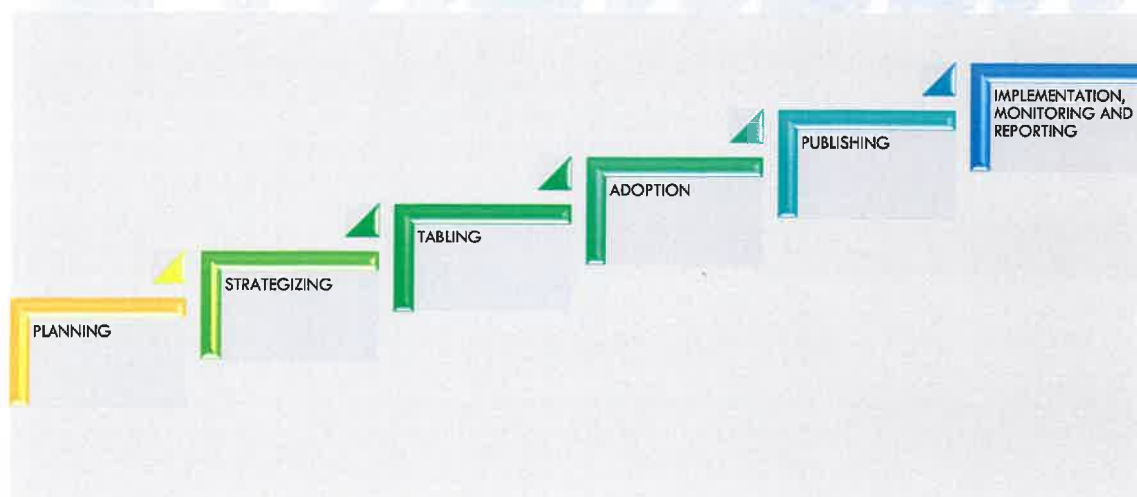 PLANNING
STRATEGIZING
TABLING
ADOPTION
PUBLISHING
IMPLEMENTATION,
MONITORING AND
REPORTING